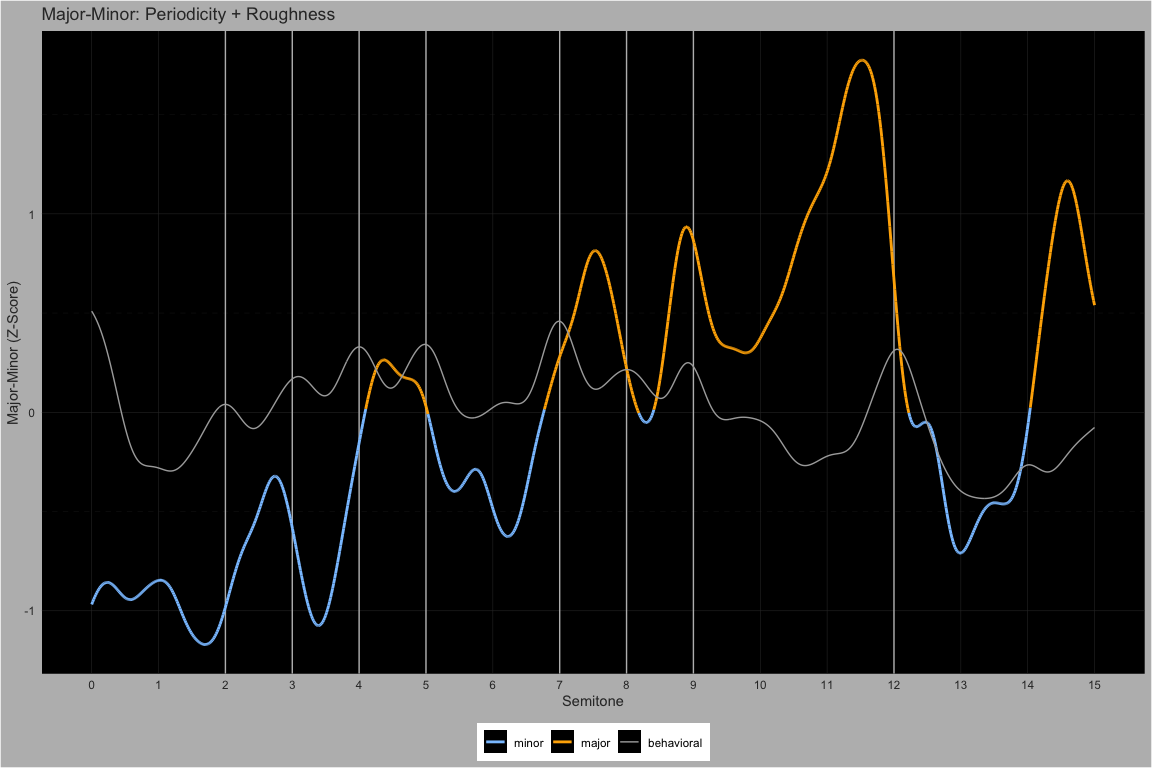 Major-Minor: Periodicity + Roughness
Major-Minor (Z-Score)
1
0
-1
0 1 2 3 4 5 6 7 8 9 10 11 12 13 14 15
Semitone
minor major behavioral